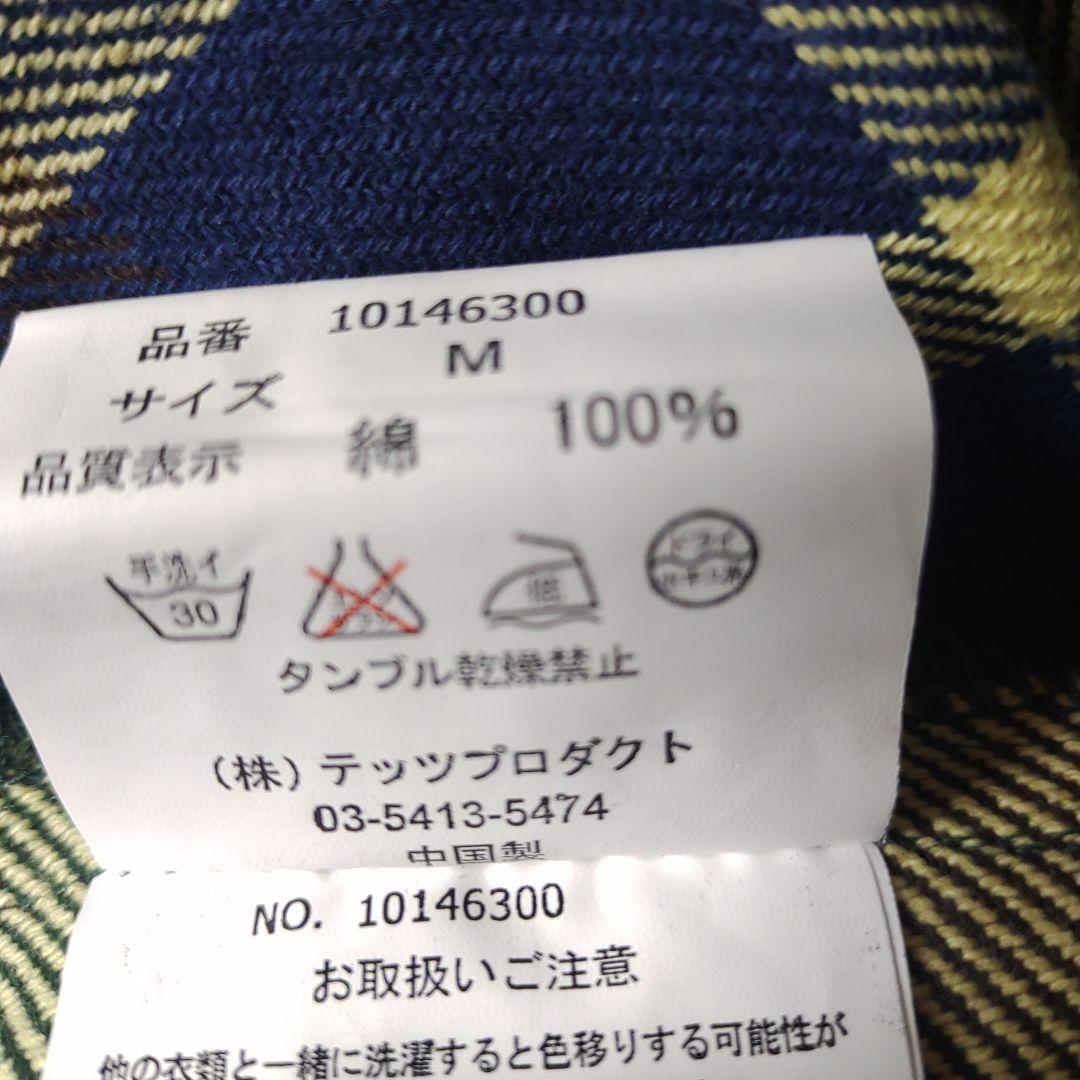 品番 10146300
サイズ M
品質表示 綿 100%
手洗イ
30
低
ドライ
タンブル乾燥禁止
(株) テッツプロダクト
03-5413-5474
中国製
NO. 10146300
お取扱いご注意
他の衣類と一緒に洗濯すると色移りする可能性が